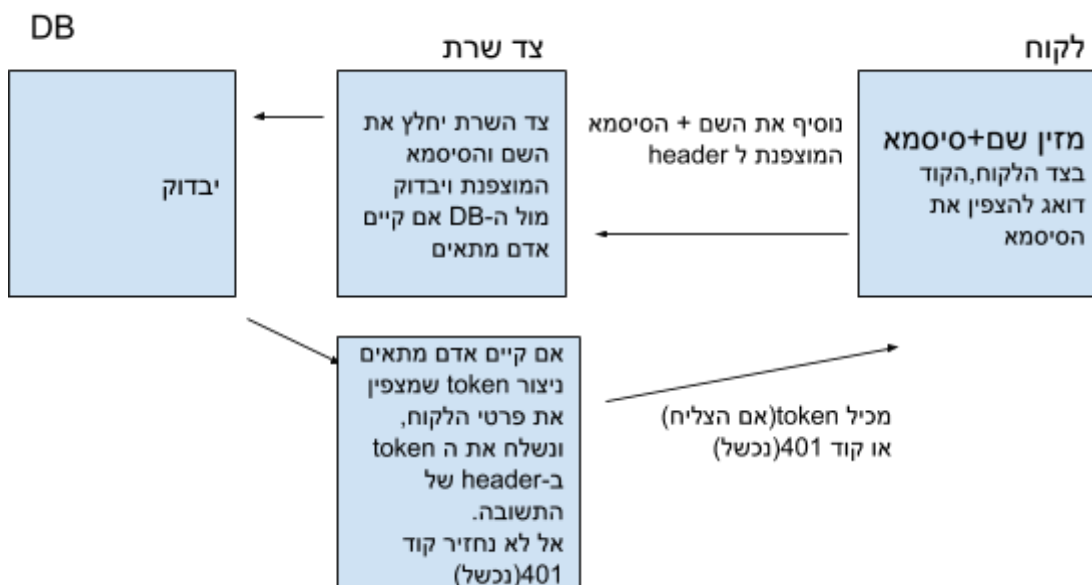 לקוח
מזין שם+סיסמא
בצד הלקוח,הקוד
דואג להצפין את
הסיסמא
נוסיף את השם + הסיסמא
המוצפנת ל header
צד שרת
צד השרת יחלץ את
השם והסיסמא
המוצפנת ויבדוק
מול ה-DB אם קיים
אדם מתאים
DB
יבדוק
אם קיים אדם מתאים
ניצור token שמצפין
את פרטי הלקוח,
ונשלח את ה token
ב-header של
התשובה.
אל לא נחזיר קוד
401(נכשל)
מכיל token(אם הצליח)
או קוד 401(נכשל)